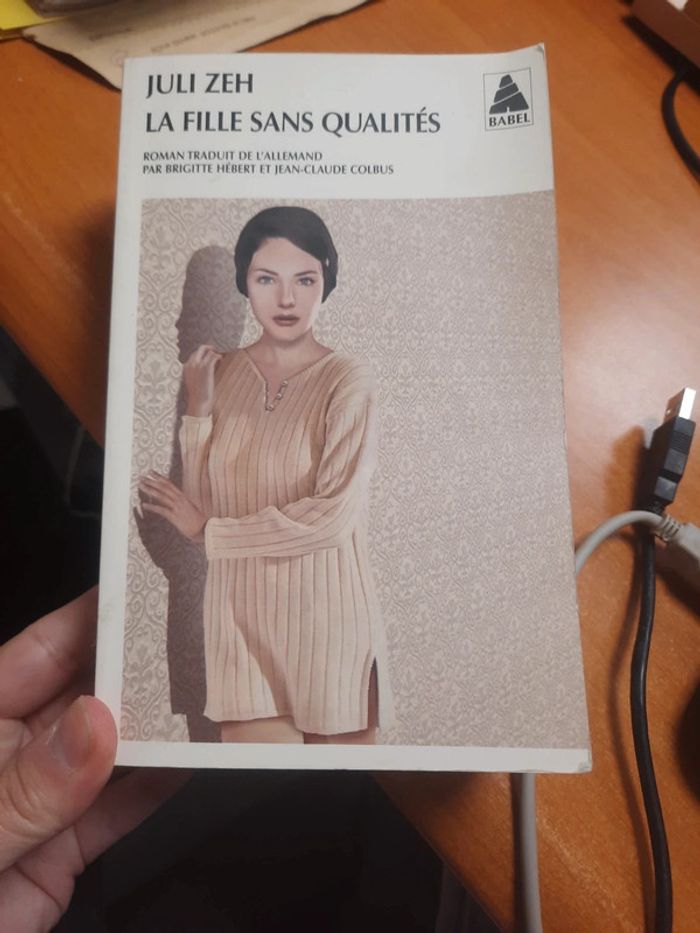 JULI ZEH
LA FILLE SANS QUALITÉS
ROMAN TRADUIT DE L'ALLEMAND
PAR BRIGITTE HÉBERT ET JEAN-CLAUDE COLBUS
BABEL